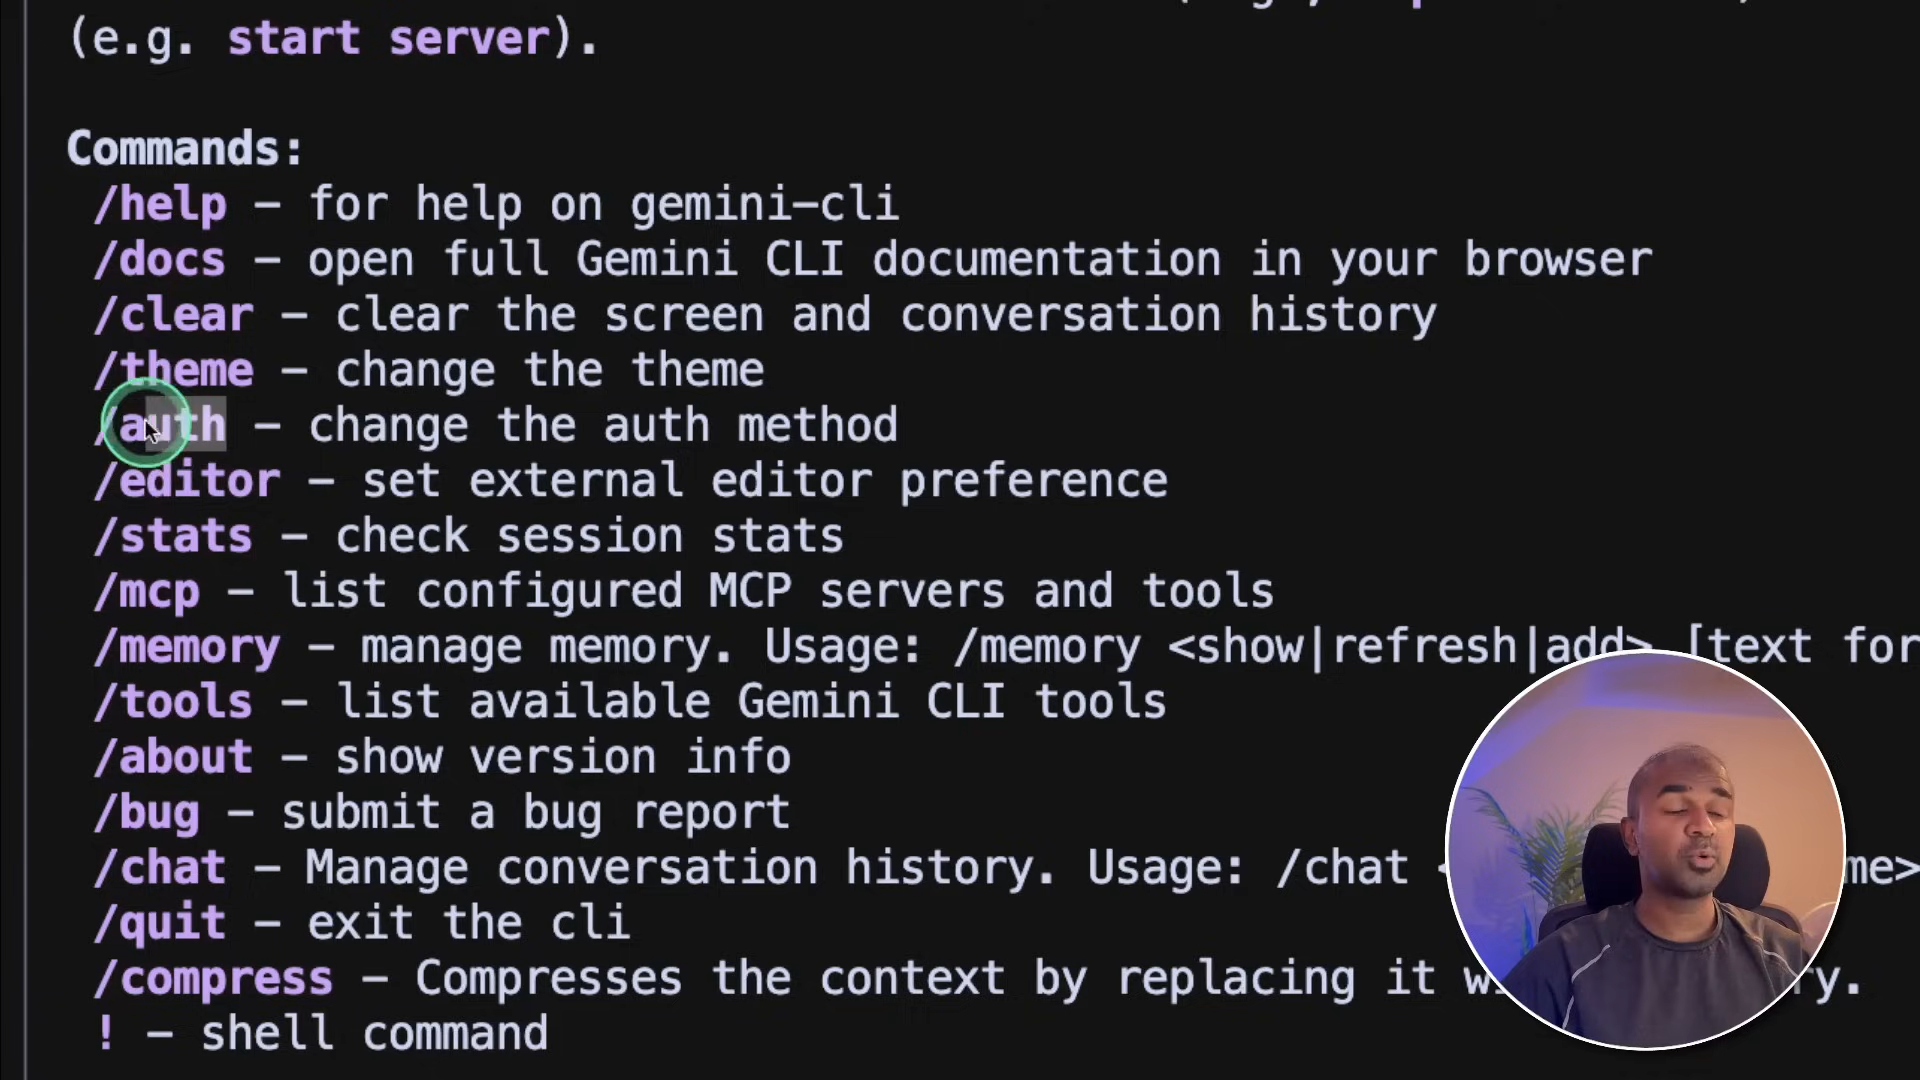 (e.g. start server).
Commands:
/help – for help on gemini-cli
/docs – open full Gemini CLI documentation in your browser
/clear – clear the screen and conversation history
/theme – change the theme
/auth – change the auth method
/editor – set external editor preference
/stats – check session stats
/mcp – list configured MCP servers and tools
/memory – manage memory. Usage: /memory <show|refresh|add> [text for
/tools – list available Gemini CLI tools
/about – show version info
/bug – submit a bug report
/chat – Manage conversation history. Usage: /chat
/quit – exit the cli
/compress – Compresses the context by replacing it
! – shell command